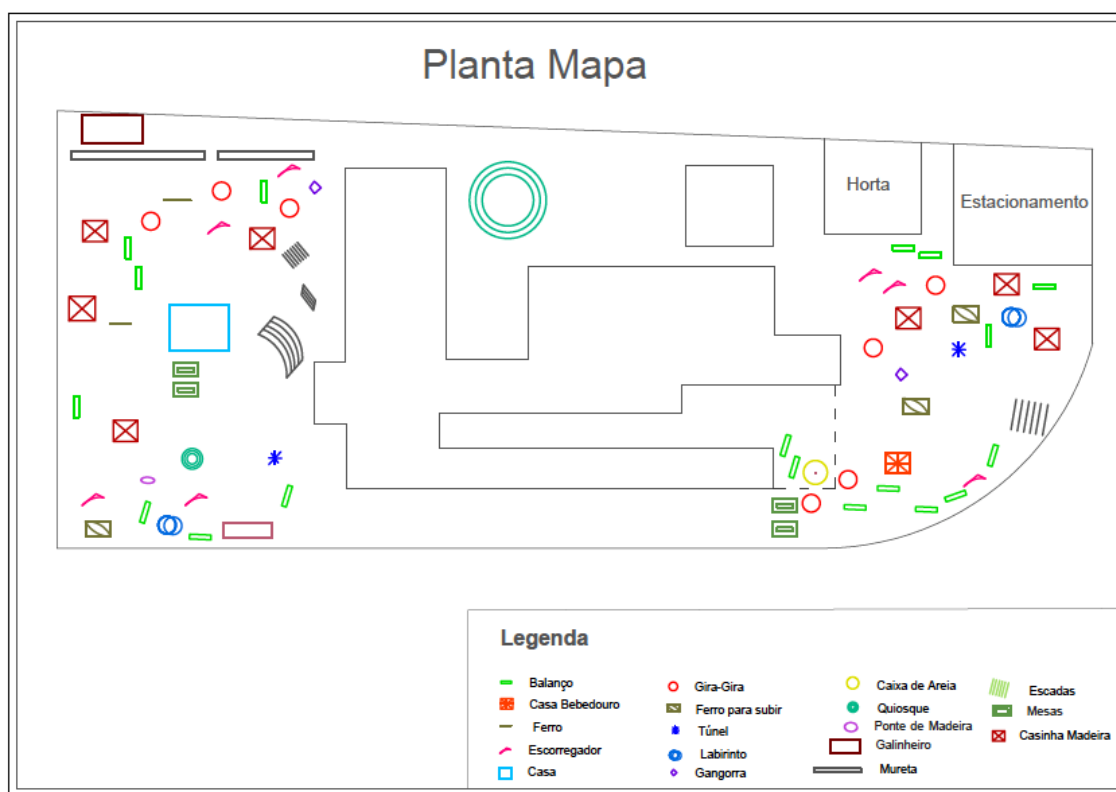 Planta Mapa
Horta
Estacionamento
Legenda
Balanço
Casa Bebedouro
Ferro
Escorregador
Casa
Gira-Gira
Ferro para subir
Túnel
Labirinto
Gangorra
Caixa de Areia
Quiosque
Ponte de Madeira
Galinheiro
Mureta
Escadas
Mesas
Casinha Madeira